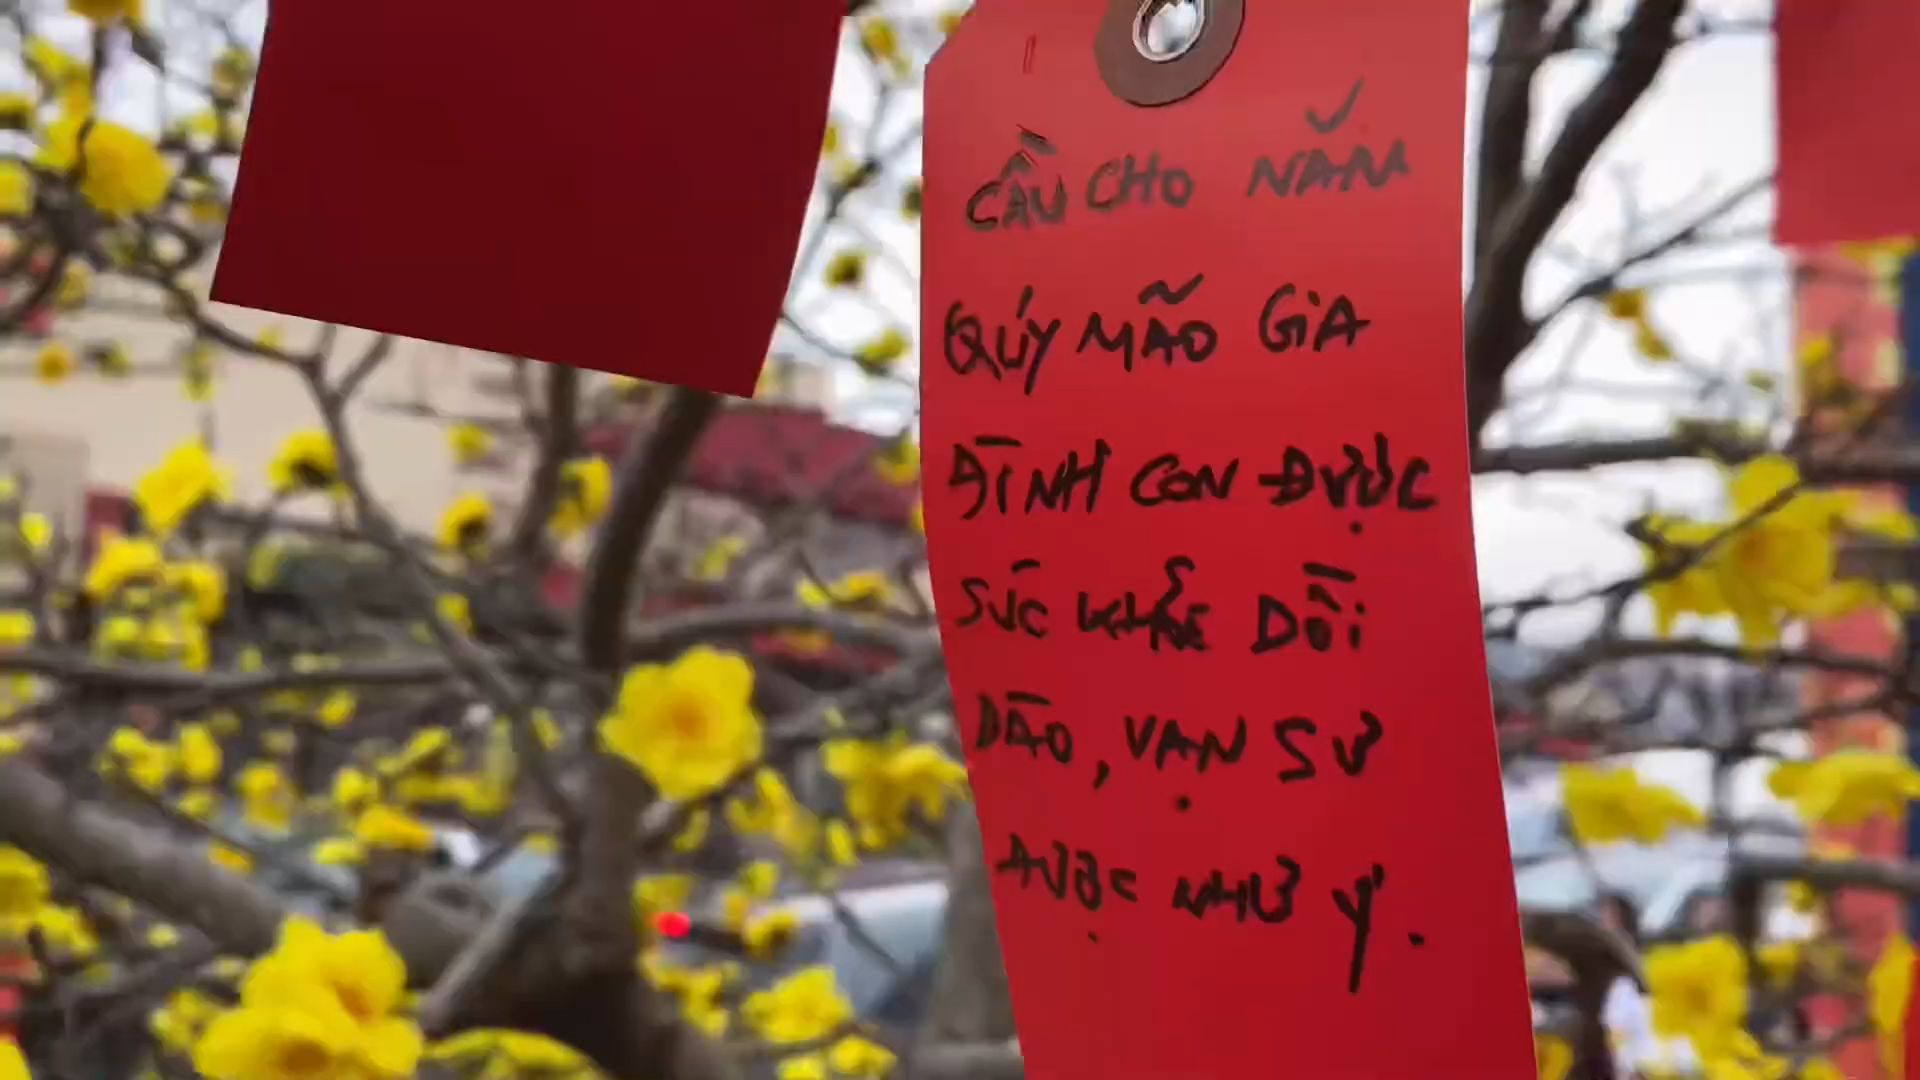 CẦU CHO NĂM
QUÝ MÃO GIA
ĐÌNH CON ĐƯỢC
SỨC KHỎE DỒI
DÀO, VẠN SỰ
ĐƯỢC NHƯ Ý.